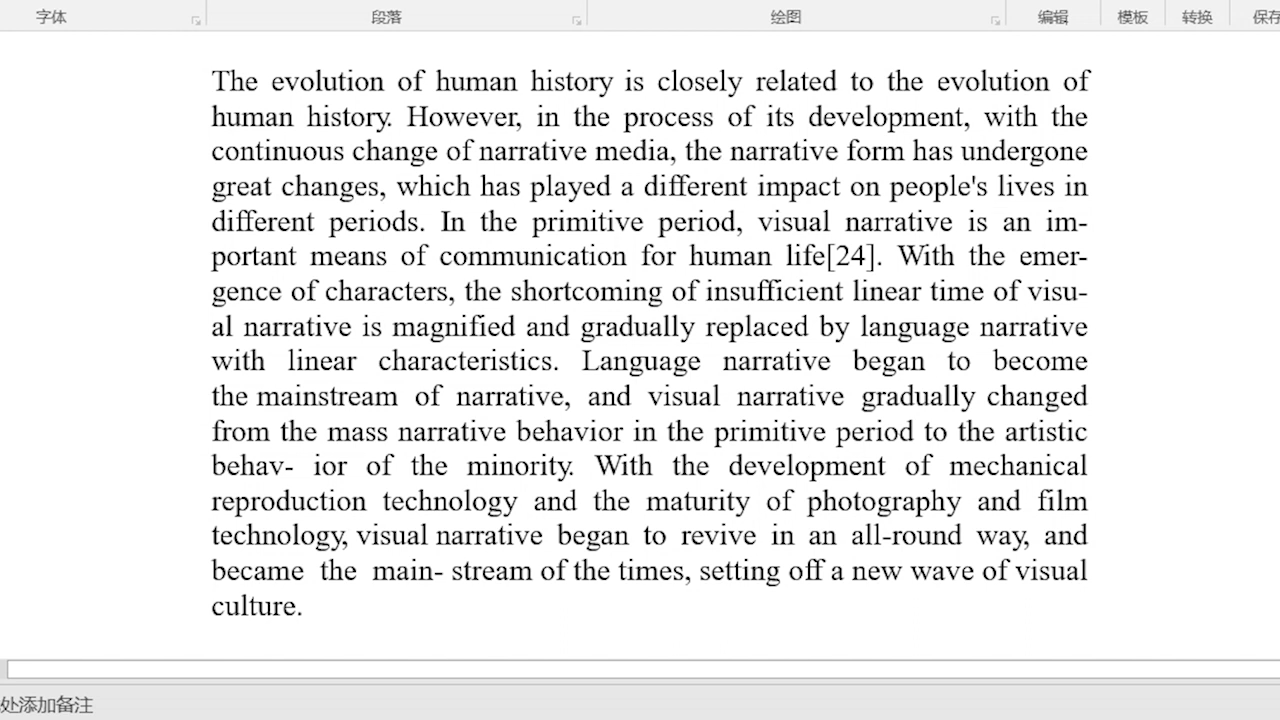 字体 段落 绘图 编辑 模板 转换 保存
The evolution of human history is closely related to the evolution of
human history. However, in the process of its development, with the
continuous change of narrative media, the narrative form has undergone
great changes, which has played a different impact on people's lives in
different periods. In the primitive period, visual narrative is an im-
portant means of communication for human life[24]. With the emer-
gence of characters, the shortcoming of insufficient linear time of visu-
al narrative is magnified and gradually replaced by language narrative
with linear characteristics. Language narrative began to become
the mainstream of narrative, and visual narrative gradually changed
from the mass narrative behavior in the primitive period to the artistic
behav- ior of the minority. With the development of mechanical
reproduction technology and the maturity of photography and film
technology, visual narrative began to revive in an all-round way, and
became the main- stream of the times, setting off a new wave of visual
culture.
处添加备注